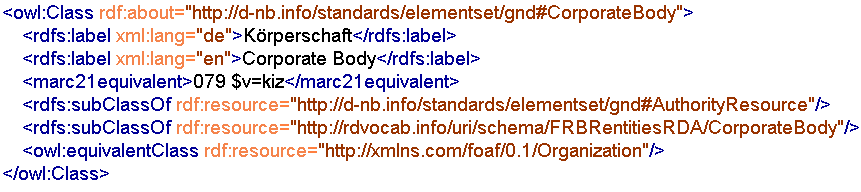 <owl:Class rdf:about="http://d-nb.info/standards/elementset/gnd#CorporateBody">
<rdfs:label xml:lang="de">Körperschaft</rdfs:label>
<rdfs:label xml:lang="en">Corporate Body</rdfs:label>
<marc21equivalent>079 $v=kiz</marc21equivalent>
<rdfs:subClassOf rdf:resource="http://d-nb.info/standards/elementset/gnd#AuthorityResource"/>
<rdfs:subClassOf rdf:resource="http://rdvocab.info/uri/schema/FRBRentitiesRDA/CorporateBody"/>
<owl:equivalentClass rdf:resource="http://xmlns.com/foaf/0.1/Organization"/>
</owl:Class>